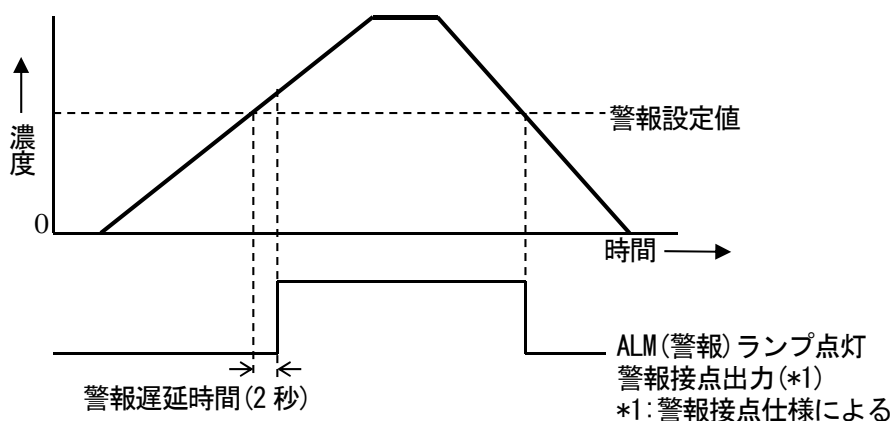 濃度
警報設定値
0
時間
ALM(警報)ランプ点灯
警報接点出力(*1)
*1:警報接点仕様による
警報遅延時間(2 秒)